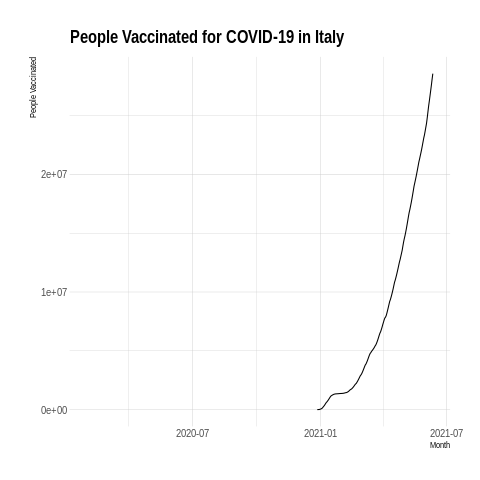 People Vaccinated for COVID-19 in Italy
People Vaccinated
2e+07
1e+07
0e+00
2020-07
2021-01
2021-07
Month